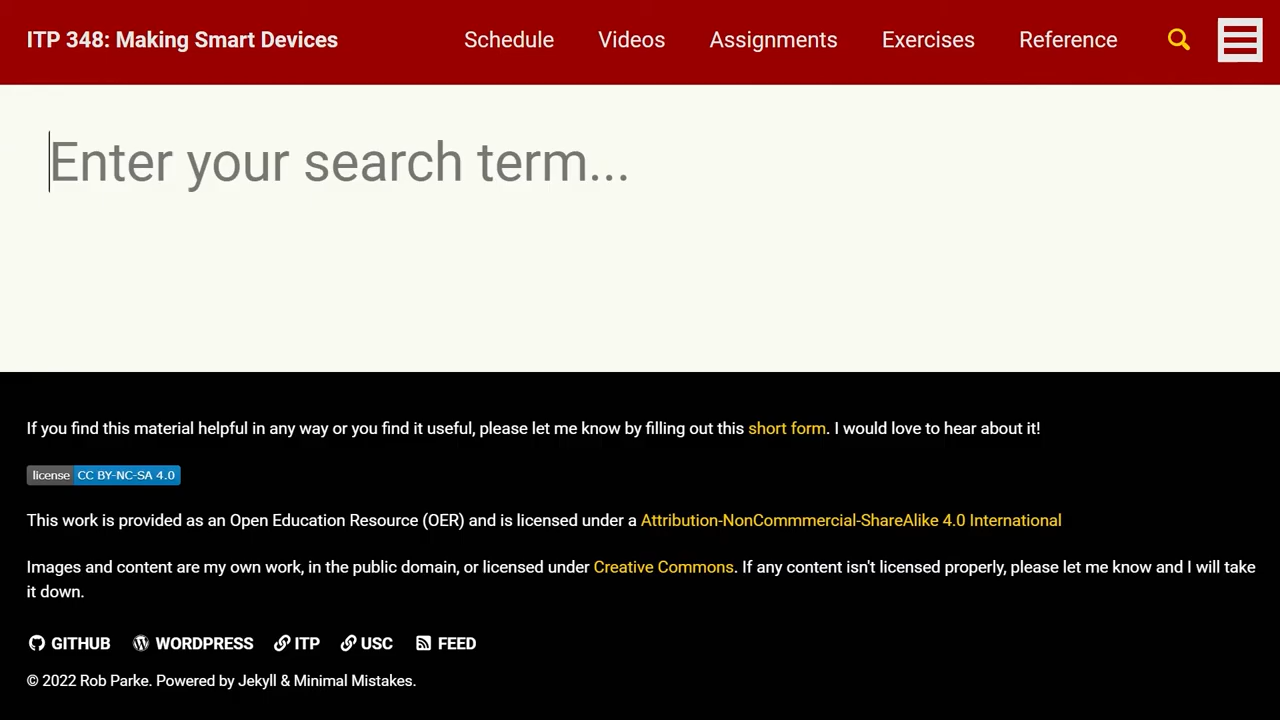 ITP 348: Making Smart Devices
Schedule
Videos
Assignments
Exercises
Reference
Enter your search term...
If you find this material helpful in any way or you find it useful, please let me know by filling out this short form. I would love to hear about it!
license CC BY-NC-SA 4.0
This work is provided as an Open Education Resource (OER) and is licensed under a Attribution-NonCommmercial-ShareAlike 4.0 International
Images and content are my own work, in the public domain, or licensed under Creative Commons. If any content isn't licensed properly, please let me know and I will take
it down.
GITHUB WORDPRESS ITP USC FEED
© 2022 Rob Parke. Powered by Jekyll & Minimal Mistakes.